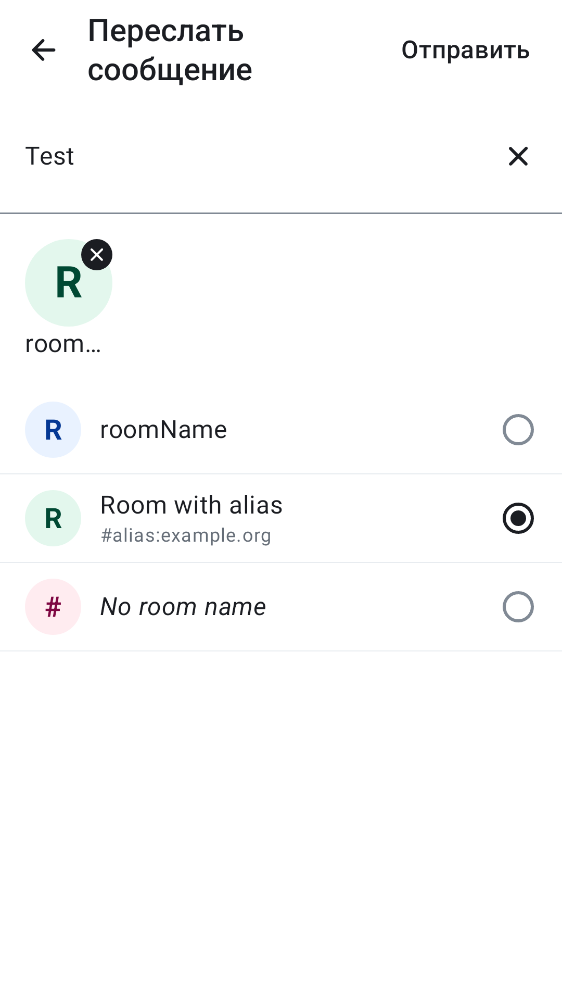 Переслать
сообщение
Отправить
Test
R
room…
R
roomName
R
Room with alias
#alias:example.org
#
No room name